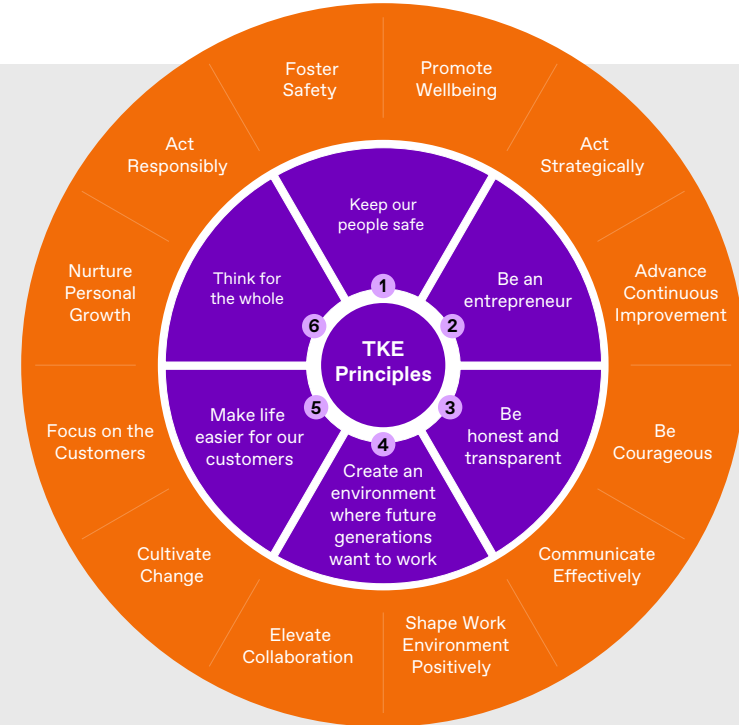 Foster
Safety
Promote
Wellbeing
Act
Strategically
Advance
Continuous
Improvement
Be
Courageous
Communicate
Effectively
Shape Work
Environment
Positively
Elevate
Collaboration
Cultivate
Change
Focus on the
Customers
Nurture
Personal
Growth
Act
Responsibly
Keep our
people safe
1
Be an
entrepreneur
2
Be
honest and
transparent
3
4
Create an
environment
where future
generations
want to work
Make life
easier for our
customers
5
Think for
the whole
6
TKE
Principles